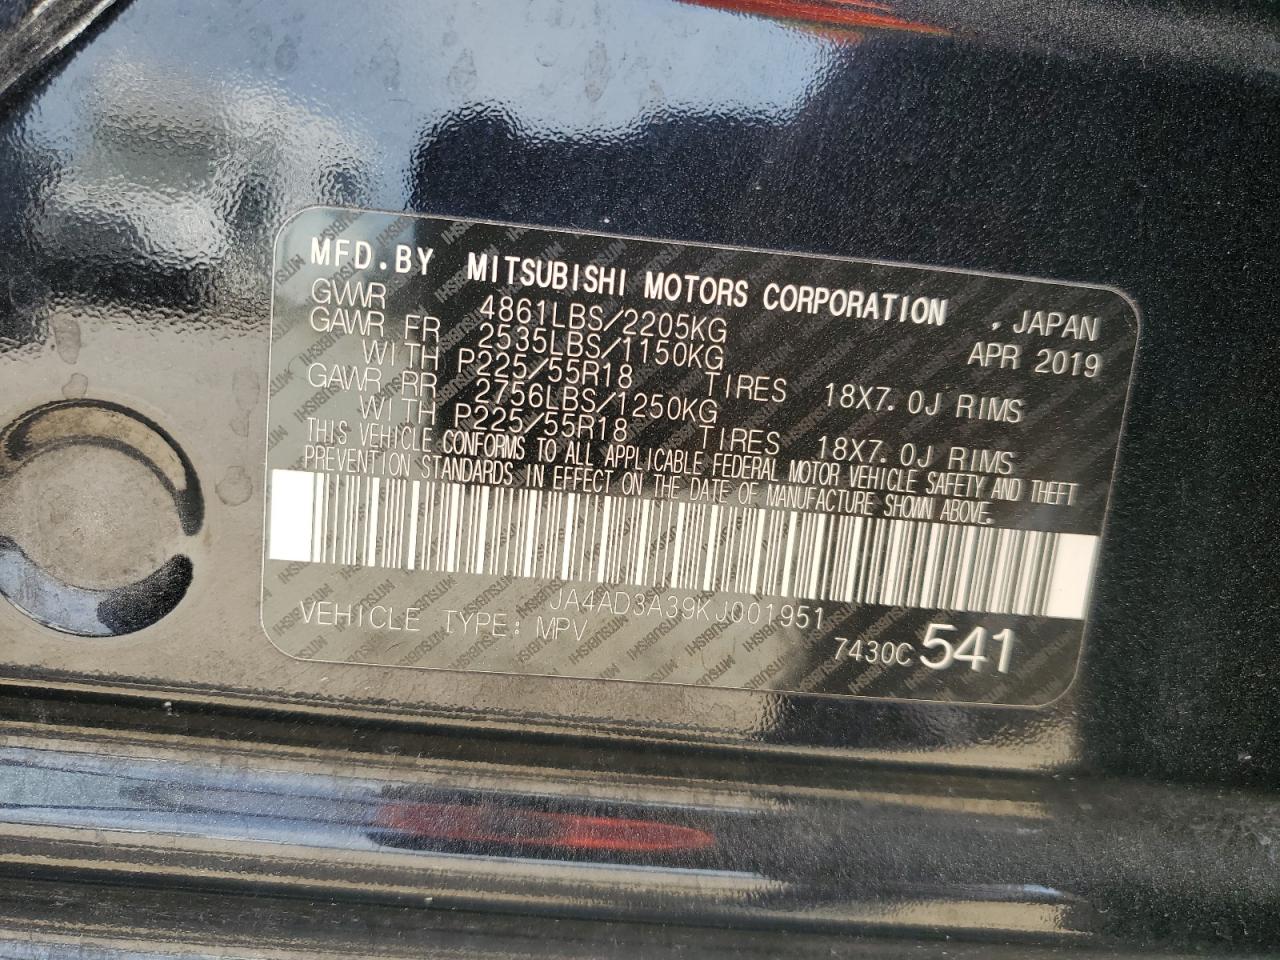 MFD.BY MITSUBISHI MOTORS CORPORATION , JAPAN
GVWR 4861LBS/2205KG APR 2019
GAWR FR 2535LBS/1150KG
WITH P225/55R18 TIRES 18X7.0J RIMS
GAWR RR 2756LBS/1250KG
WITH P225/55R18 TIRES 18X7.0J RIMS
THIS VEHICLE CONFORMS TO ALL APPLICABLE FEDERAL MOTOR VEHICLE SAFETY AND THEFT
PREVENTION STANDARDS IN EFFECT ON THE DATE OF MANUFACTURE SHOWN ABOVE.
JA4AD3A39KJ001951
VEHICLE TYPE: MPV
7430C 541